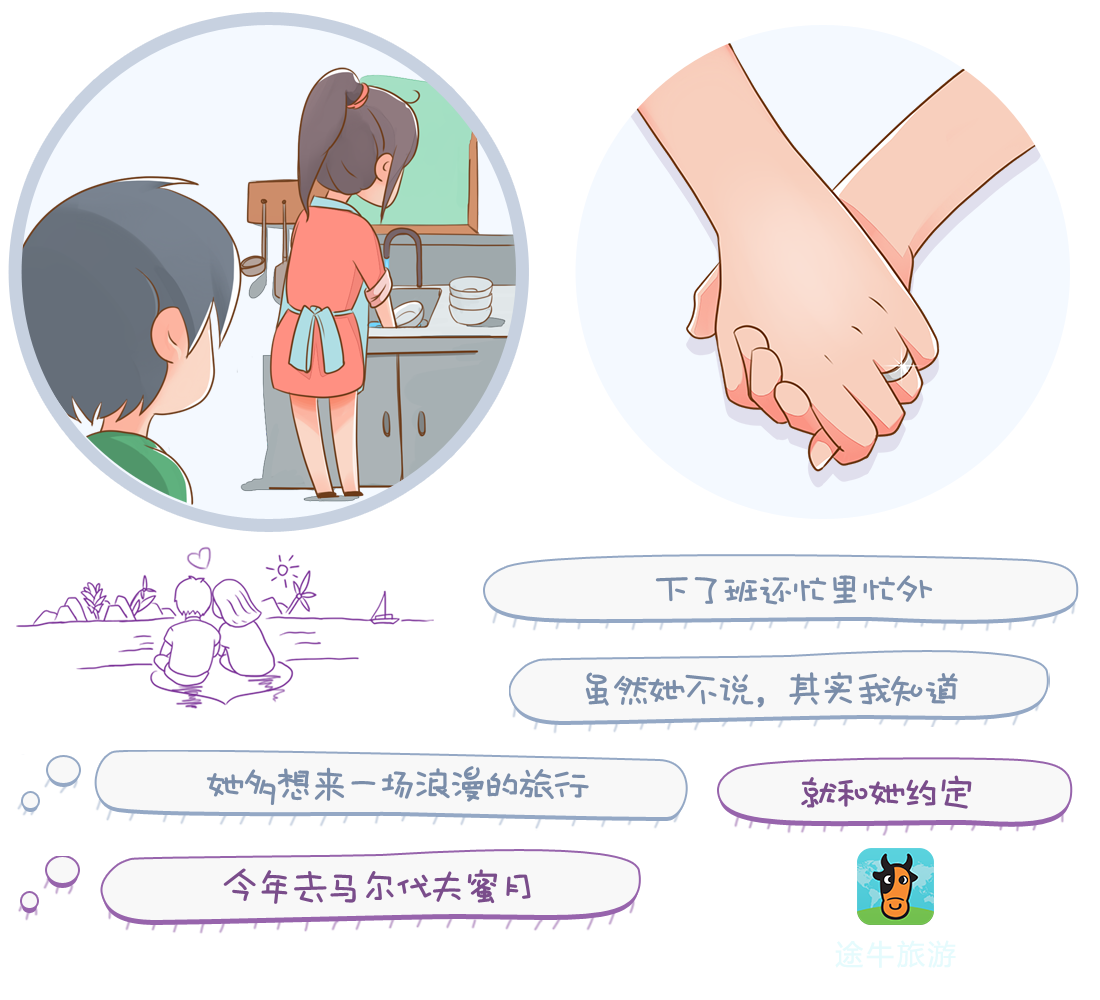 下了班还忙里忙外
虽然她不说，其实我知道
她多想来一场浪漫的旅行
就和她约定
今年去马尔代夫蜜月
途牛旅游